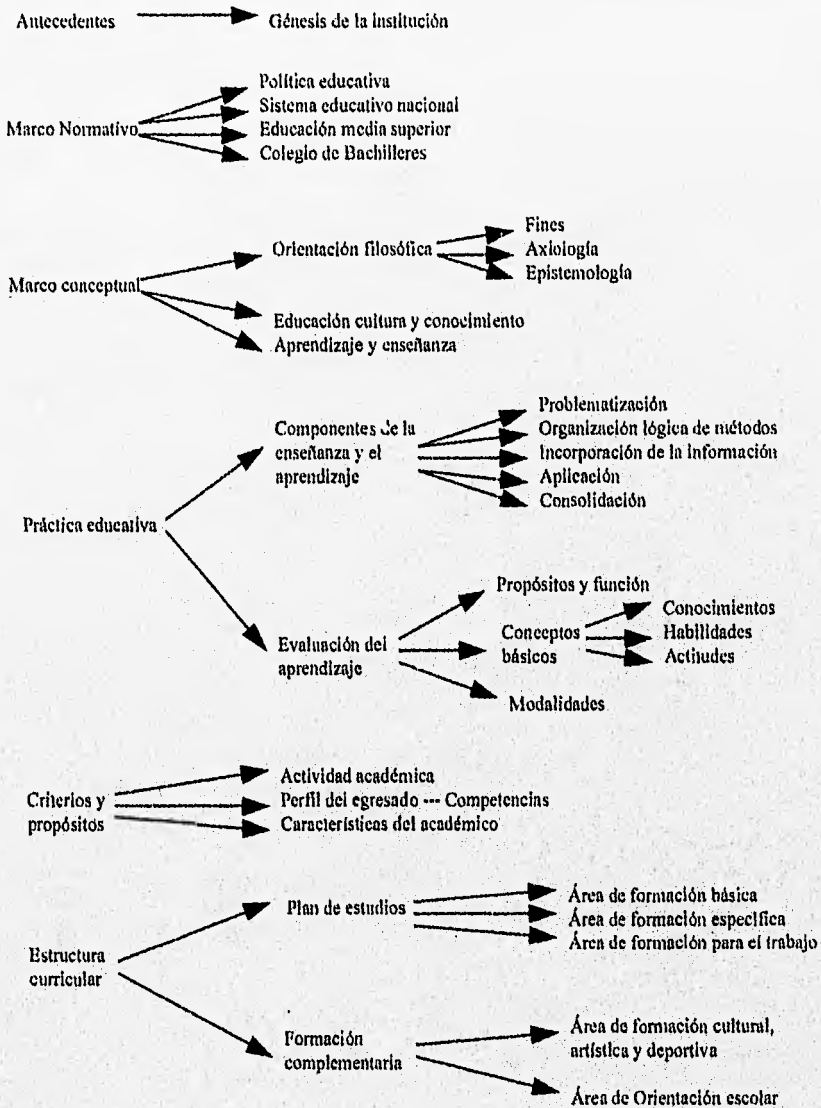 Antecedentes
Génesis de la institución
Marco Normativo
Política educativa
Sistema educativo nacional
Educación media superior
Colegio de Bachilleres
Marco conceptual
Orientación filosófica
Fines
Axiología
Epistemología
Educación cultura y conocimiento
Aprendizaje y enseñanza
Práctica educativa
Componentes de la
enseñanza y el
aprendizaje
Problematización
Organización lógica de métodos
Incorporación de la información
Aplicación
Consolidación
Evaluación del
aprendizaje
Propósitos y función
Conceptos
básicos
Conocimientos
Habilidades
Actitudes
Modalidades
Criterios y
propósitos
Actividad académica
Perfil del egresado --- Competencias
Características del académico
Estructura
curricular
Plan de estudios
Área de formación básica
Área de formación específica
Área de formación para el trabajo
Formación
complementaria
Área de formación cultural,
artística y deportiva
Área de Orientación escolar